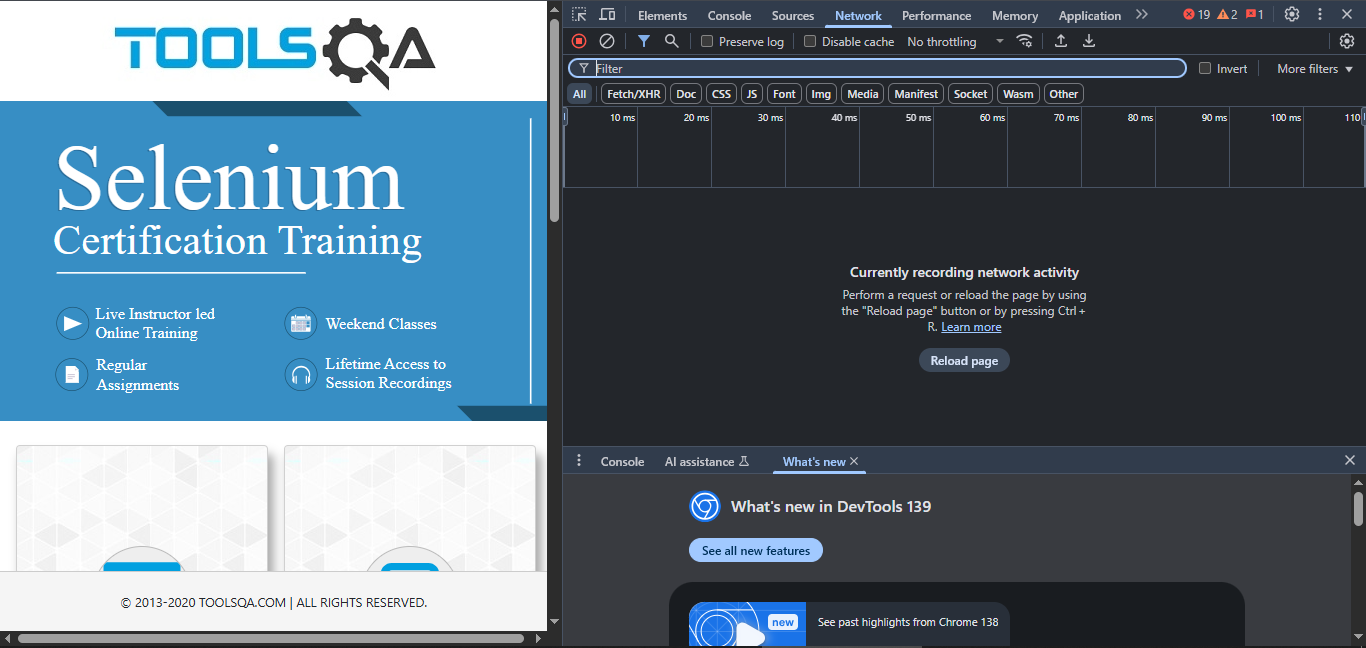 TOOLSQA
Selenium
Certification Training
Live Instructor led
Online Training
Weekend Classes
Regular
Assignments
Lifetime Access to
Session Recordings
© 2013-2020 TOOLSQA.COM | ALL RIGHTS RESERVED.
Elements Console Sources Network Performance Memory Application 19 2 1
Preserve log Disable cache No throttling
Filter Invert More filters
All Fetch/XHR Doc CSS JS Font Img Media Manifest Socket Wasm Other
10 ms 20 ms 30 ms 40 ms 50 ms 60 ms 70 ms 80 ms 90 ms 100 ms 110
Currently recording network activity
Perform a request or reload the page by using
the "Reload page" button or by pressing Ctrl +
R. Learn more
Reload page
Console AI assistance What's new
What's new in DevTools 139
See all new features
new
See past highlights from Chrome 138